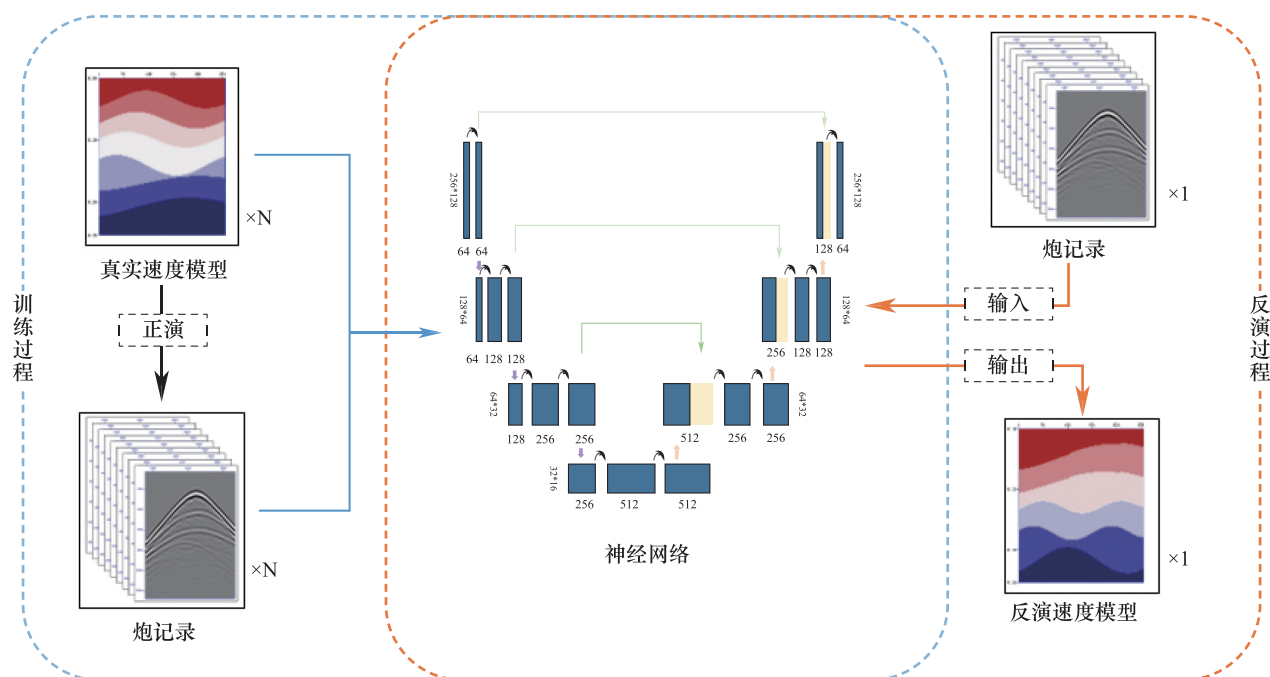 训练过程
真实速度模型
×N
正演
炮记录
×N
256*128
64 64
128*64
64 128 128
64*32
128 256 256
32*16
256 512 512
512 256 256
64*32
256 128 128
128*64
128 64
256*128
神经网络
炮记录
×1
输入
输出
反演速度模型
×1
反演过程